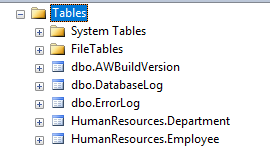 Tables
System Tables
FileTables
dbo.AWBuildVersion
dbo.DatabaseLog
dbo.ErrorLog
HumanResources.Department
HumanResources.Employee